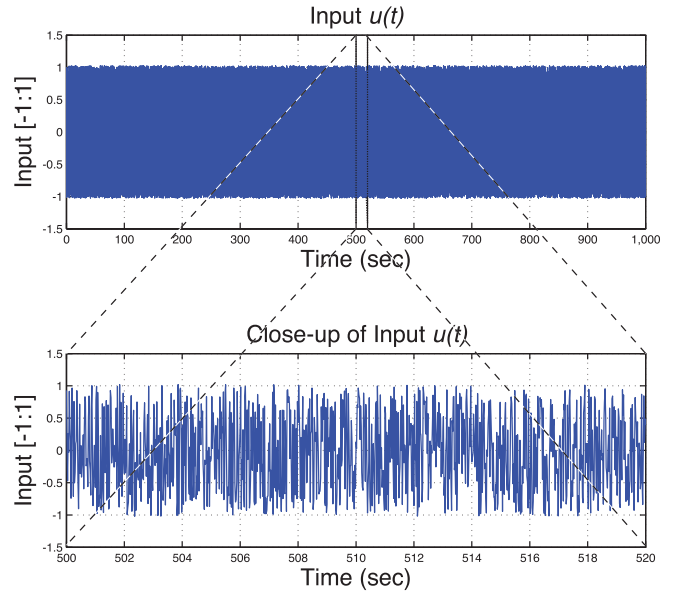 Input u(t)
Input [-1:1]
1.5
1
0.5
0
-0.5
-1
-1.5
0 100 200 300 400 500 600 700 800 900 1,000
Time (sec)
Close-up of Input u(t)
Input [-1:1]
1.5
1
0.5
0
-0.5
-1
-1.5
500 502 504 506 508 510 512 514 516 518 520
Time (sec)